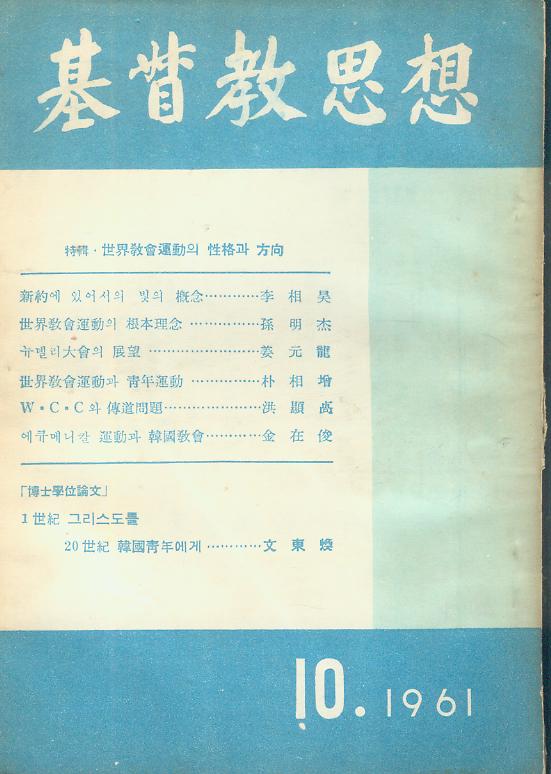 基督教思想
特輯·世界敎會運動의 性格과 方向
新約에 있어서의 빛의 槪念…………李相昊
世界敎會運動의 根本理念……………孫明杰
뉴델리大會의 展望……………………姜元龍
世界敎會運動과 靑年運動……………朴相增
W·C·C와 傳道問題…………………洪顯卨
에큐메니칼 運動과 韓國敎會…………金在俊
「博士學位論文」
1世紀 그리스도를
20世紀 韓國靑年에게…………文東煥
10. 1961